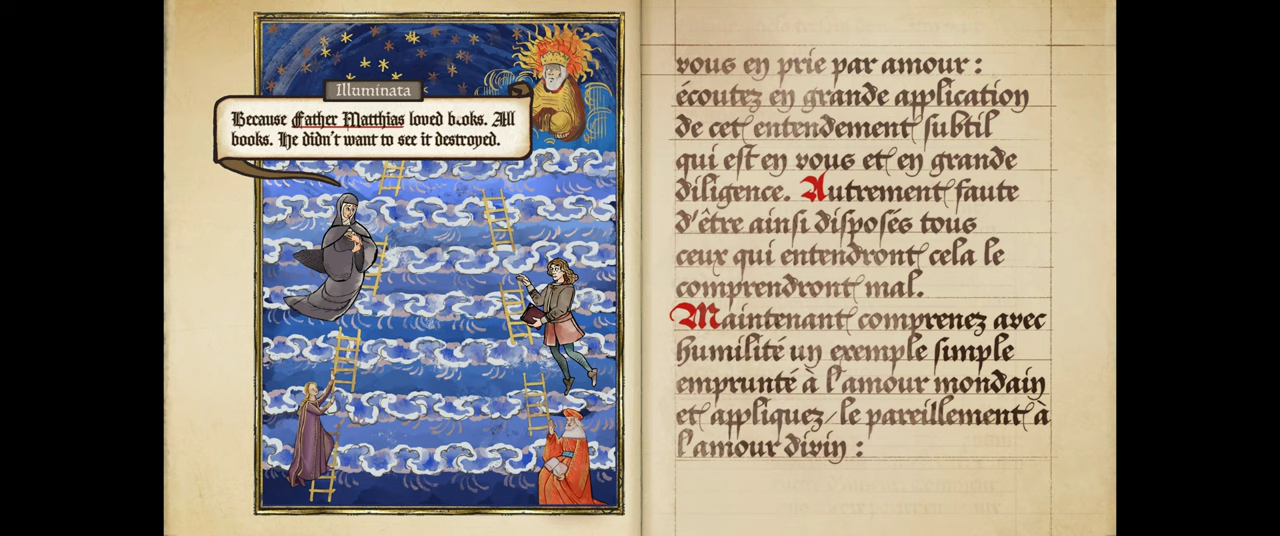 Illuminata
Because Father Matthias loved books. All
books. He didn't want to see it destroyed.
vous en prie par amour :
écoutez en grande application
de cet entendement subtil
qui est en vous et en grande
diligence. Autrement faute
d'être ainsi disposés tous
ceux qui entendront cela le
comprendront mal.
Maintenant comprenez avec
humilité un exemple simple
emprunté à l'amour mondain
et appliquez-le pareillement à
l'amour divin :